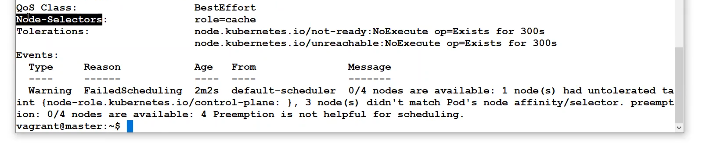 QoS Class:                   BestEffort
Node-Selectors:              role=cache
Tolerations:                 node.kubernetes.io/not-ready:NoExecute op=Exists for 300s
                             node.kubernetes.io/unreachable:NoExecute op=Exists for 300s
Events:
  Type     Reason            Age   From               Message
  ----     ------            ----  ----               -------
  Warning  FailedScheduling  2m2s  default-scheduler  0/4 nodes are available: 1 node(s) had untolerated ta
int {node-role.kubernetes.io/control-plane: }, 3 node(s) didn't match Pod's node affinity/selector. preempt
ion: 0/4 nodes are available: 4 Preemption is not helpful for scheduling.
vagrant@master:~$